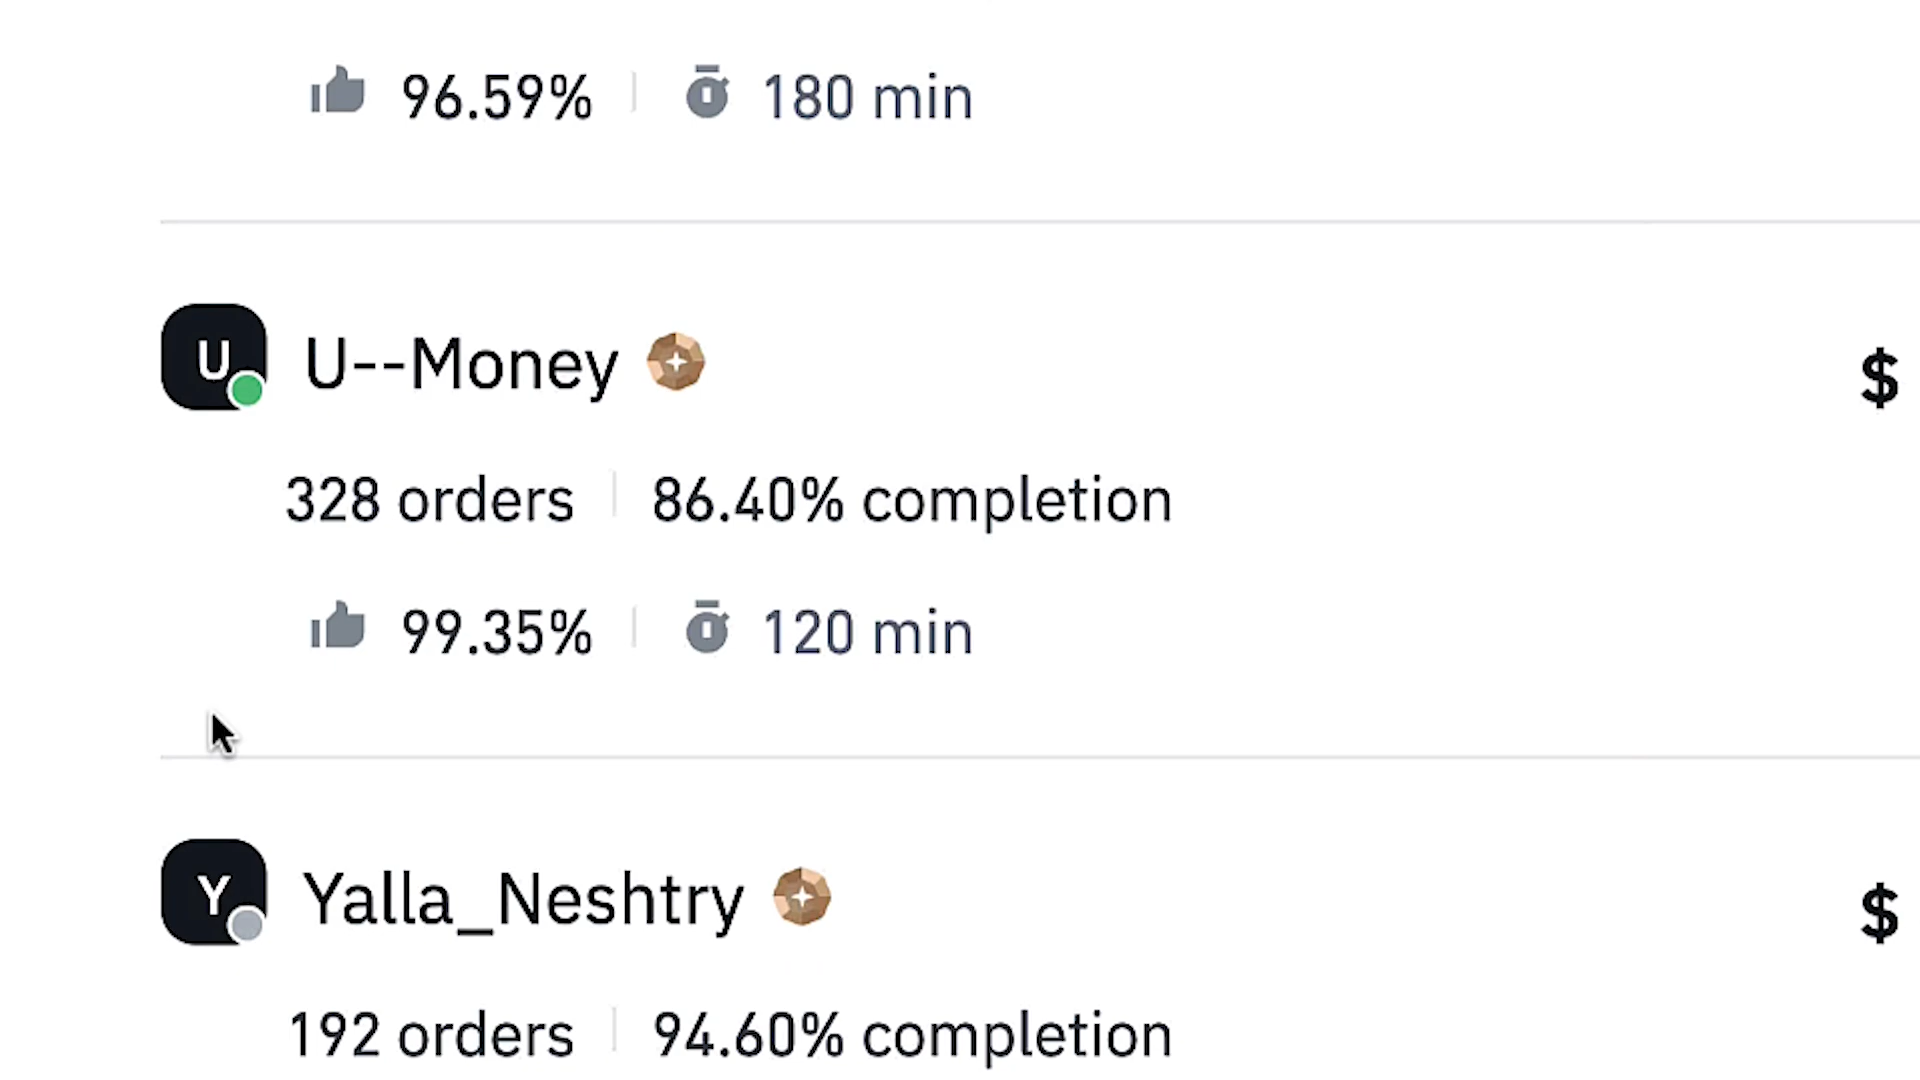 96.59% 180 min
U U--Money $
328 orders 86.40% completion
99.35% 120 min
Y Yalla_Neshtry $
192 orders 94.60% completion